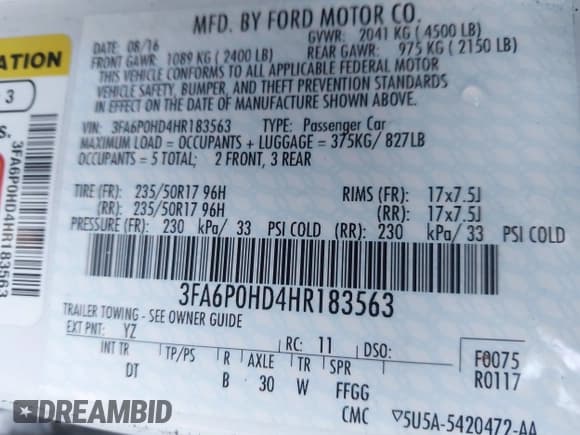 MFD. BY FORD MOTOR CO.
DATE: 08/16 GVWR: 2041 KG ( 4500 LB)
FRONT GAWR: 1089 KG ( 2400 LB) REAR GAWR: 975 KG ( 2150 LB)
THIS VEHICLE CONFORMS TO ALL APPLICABLE FEDERAL MOTOR
VEHICLE SAFETY, BUMPER, AND THEFT PREVENTION STANDARDS
IN EFFECT ON THE DATE OF MANUFACTURE SHOWN ABOVE.
VIN: 3FA6P0HD4HR183563 TYPE: Passenger Car
MAXIMUM LOAD = OCCUPANTS + LUGGAGE = 375KG/ 827LB
OCCUPANTS = 5 TOTAL; 2 FRONT, 3 REAR
TIRE (FR): 235/50R17 96H RIMS (FR): 17x7.5J
(RR): 235/50R17 96H (RR): 17x7.5J
PRESSURE (FR): 230 kPa/ 33 PSI COLD (RR): 230 kPa/ 33 PSI COLD
3FA6P0HD4HR183563
TRAILER TOWING - SEE OWNER GUIDE
EXT PNT: YZ RC: 11 DSO: F0075
INT TR TP/PS R AXLE TR SPR R0117
DT B 30 W FFGG
CMC ▽5U5A-5420472-AA
ATION
3
S.
3FA6P0HD4HR183563
DREAMBID